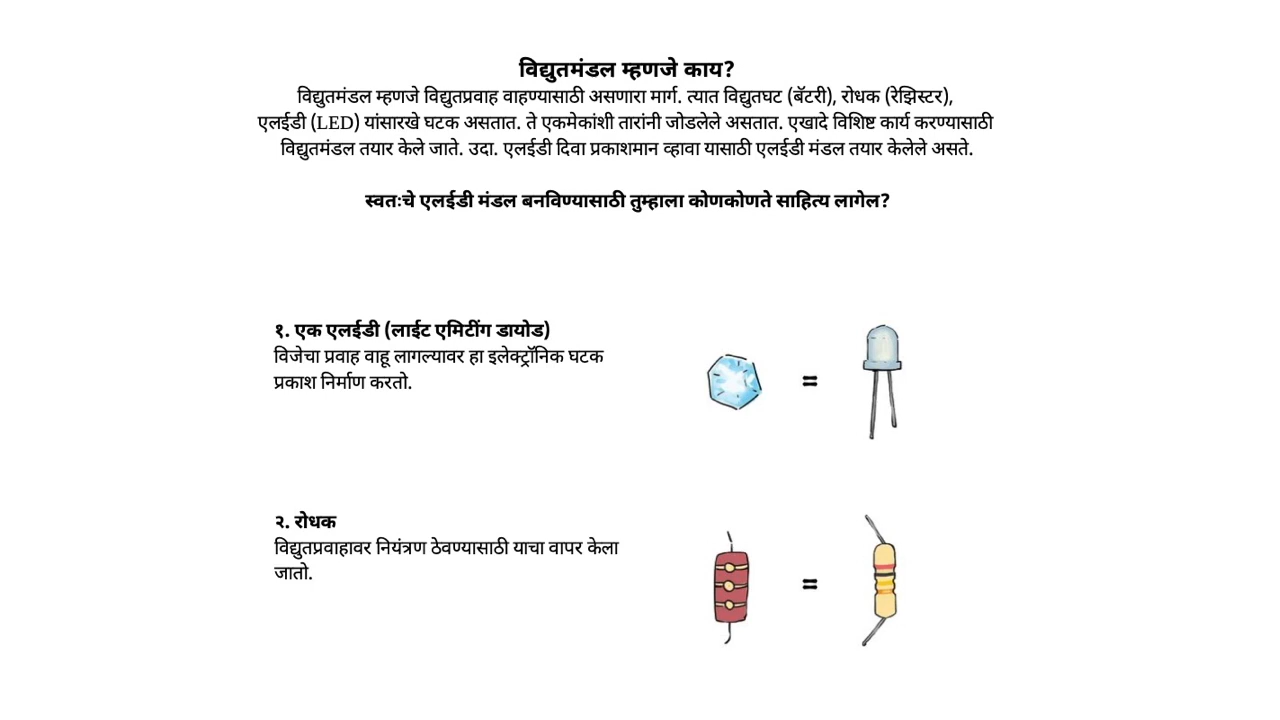 विद्युतमंडल म्हणजे काय?
विद्युतमंडल म्हणजे विद्युतप्रवाह वाहण्यासाठी असणारा मार्ग. त्यात विद्युतघट (बॅटरी), रोधक (रेझिस्टर),
एलईडी (LED) यांसारखे घटक असतात. ते एकमेकांशी तारांनी जोडलेले असतात. एखादे विशिष्ट कार्य करण्यासाठी
विद्युतमंडल तयार केले जाते. उदा. एलईडी दिवा प्रकाशमान व्हावा यासाठी एलईडी मंडल तयार केलेले असते.
स्वतःचे एलईडी मंडल बनविण्यासाठी तुम्हाला कोणकोणते साहित्य लागेल?
१. एक एलईडी (लाईट एमिटींग डायोड)
विजेचा प्रवाह वाहू लागल्यावर हा इलेक्ट्रॉनिक घटक
प्रकाश निर्माण करतो.
=
२. रोधक
विद्युतप्रवाहावर नियंत्रण ठेवण्यासाठी याचा वापर केला
जातो.
=